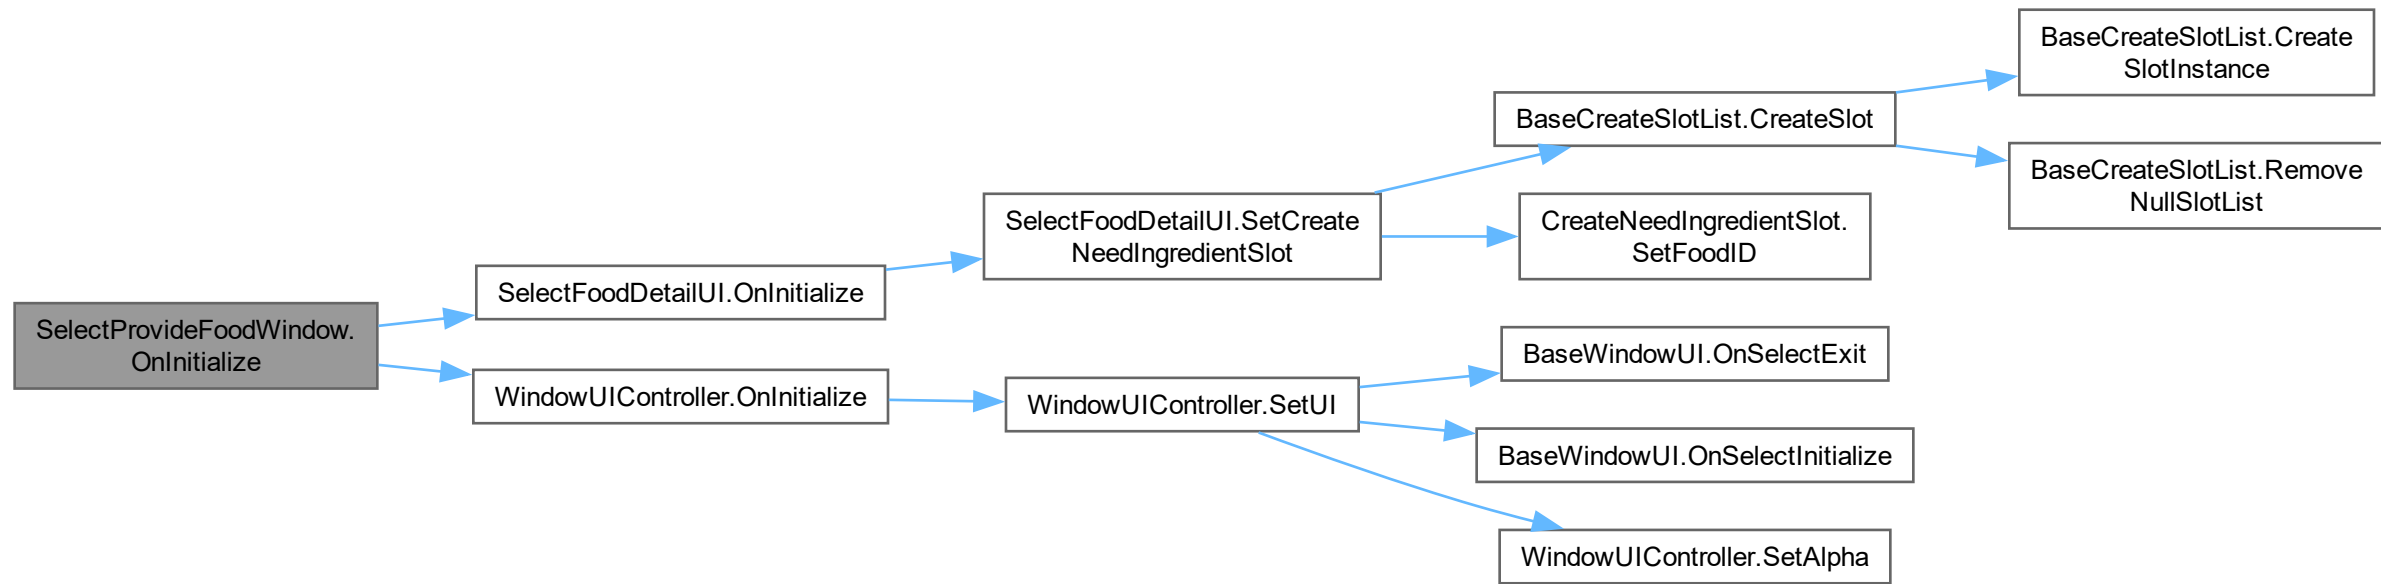 SelectProvideFoodWindow.
OnInitialize
SelectFoodDetailUI.OnInitialize
WindowUIController.OnInitialize
SelectFoodDetailUI.SetCreate
NeedIngredientSlot
WindowUIController.SetUI
BaseCreateSlotList.CreateSlot
CreateNeedIngredientSlot.
SetFoodID
BaseWindowUI.OnSelectExit
BaseWindowUI.OnSelectInitialize
WindowUIController.SetAlpha
BaseCreateSlotList.Create
SlotInstance
BaseCreateSlotList.Remove
NullSlotList